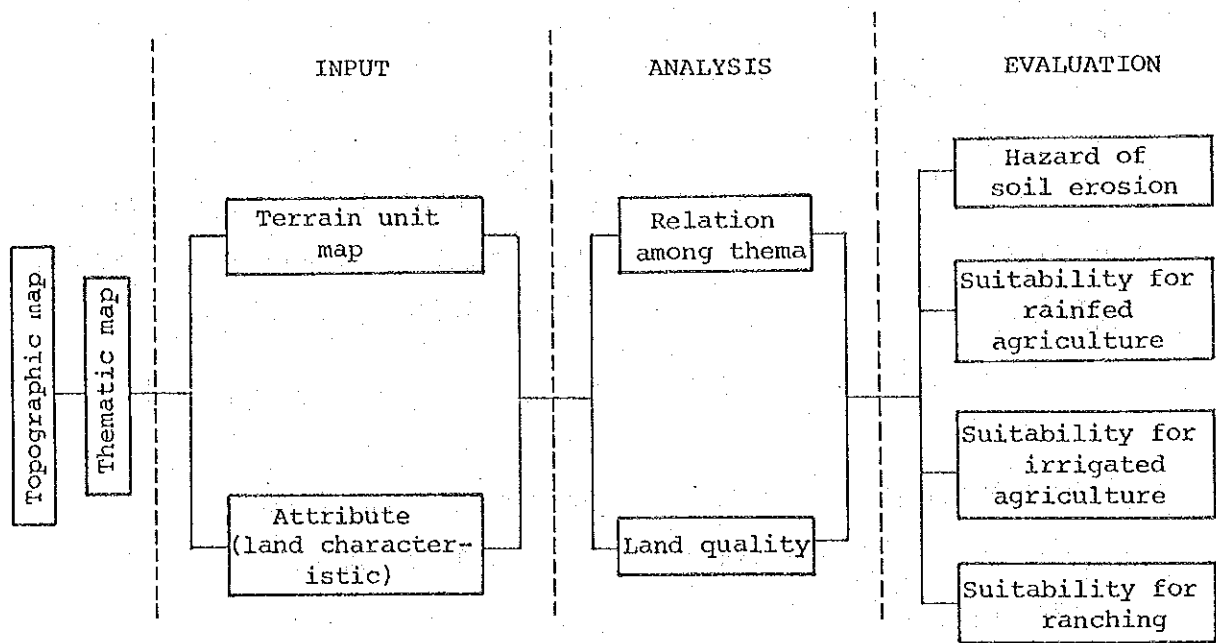 INPUT
ANALYSIS
EVALUATION
Topographic map
Thematic map
Terrain unit
map
Attribute
(land character-
istic)
Relation
among thema
Land quality
Hazard of
soil erosion
Suitability for
rainfed
agriculture
Suitability for
irrigated
agriculture
Suitability for
ranching